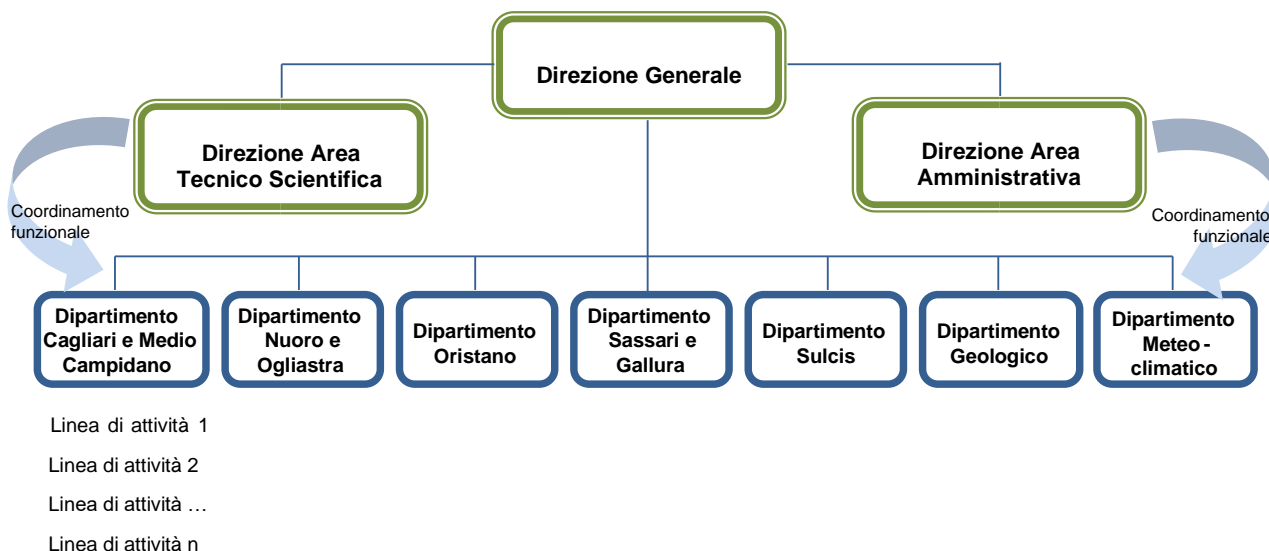 Direzione Generale
Direzione Area
Tecnico Scientifica
Direzione Area
Amministrativa
Coordinamento
funzionale
Coordinamento
funzionale
Dipartimento
Cagliari e Medio
Campidano
Dipartimento
Nuoro e
Ogliastra
Dipartimento
Oristano
Dipartimento
Sassari e
Gallura
Dipartimento
Sulcis
Dipartimento
Geologico
Dipartimento
Meteo -
climatico
Linea di attività 1
Linea di attività 2
Linea di attività ...
Linea di attività n